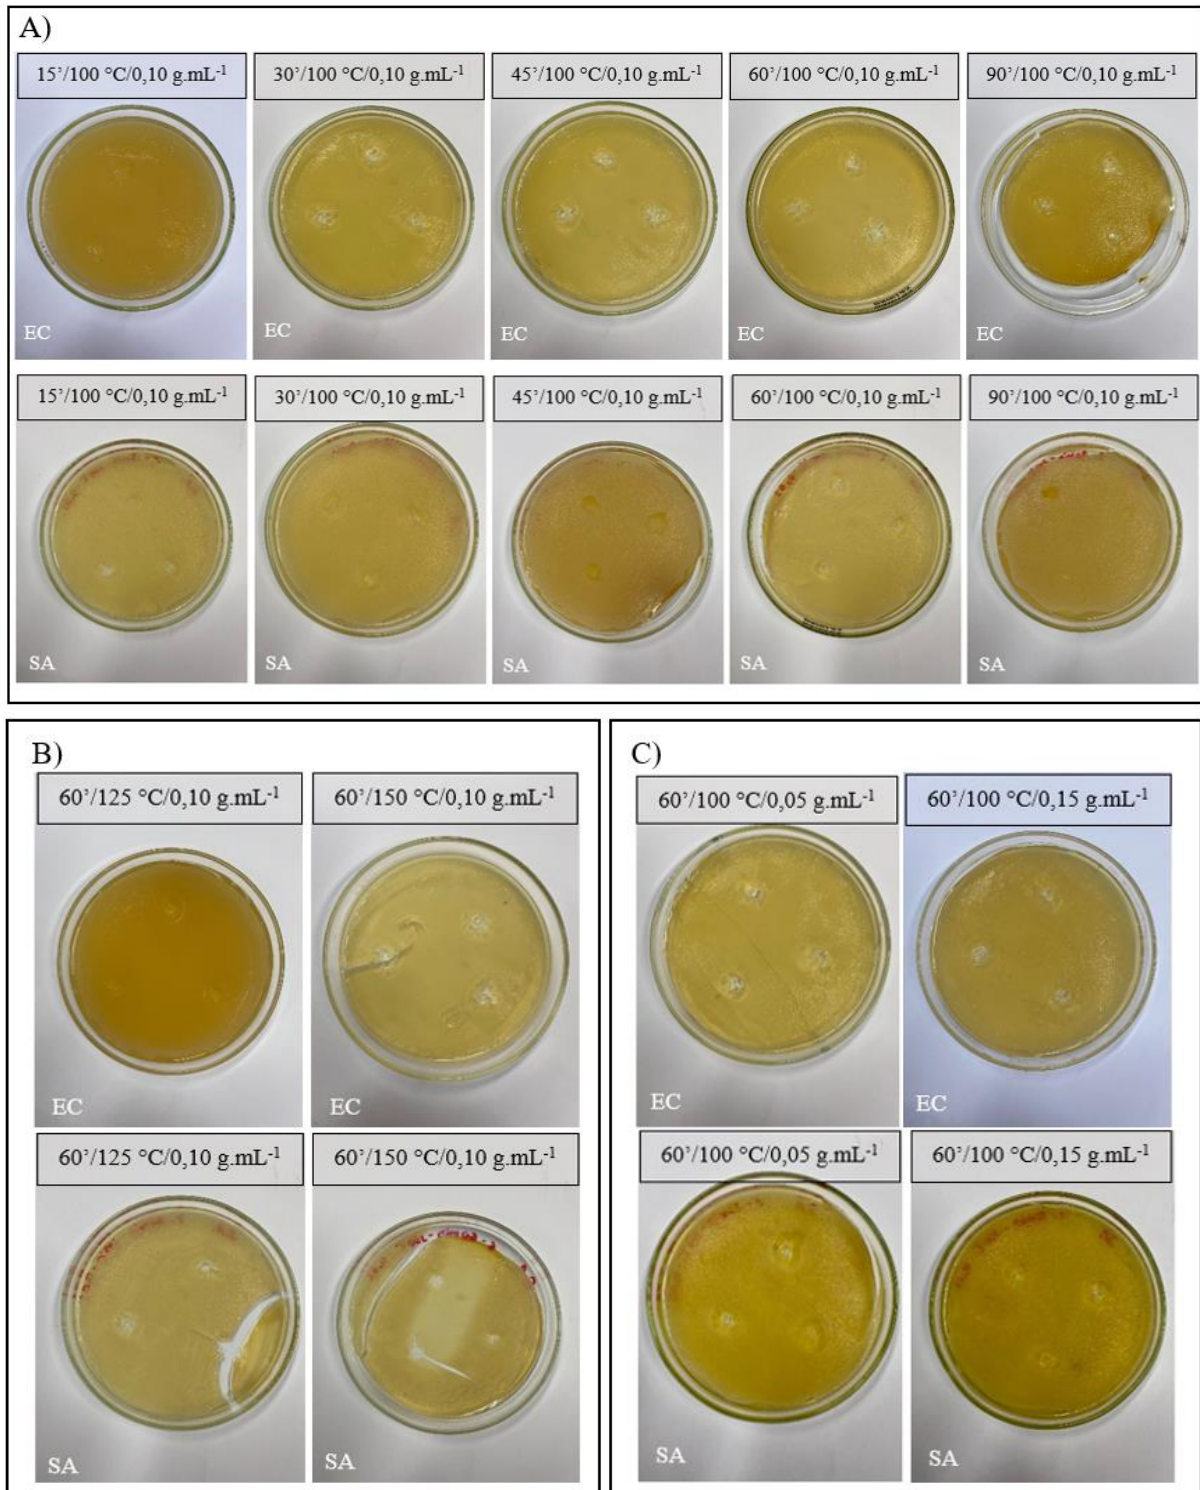 A)
15’/100 °C/0,10 g.mL⁻¹
30’/100 °C/0,10 g.mL⁻¹
45’/100 °C/0,10 g.mL⁻¹
60’/100 °C/0,10 g.mL⁻¹
90’/100 °C/0,10 g.mL⁻¹
EC
EC
EC
EC
EC
15’/100 °C/0,10 g.mL⁻¹
30’/100 °C/0,10 g.mL⁻¹
45’/100 °C/0,10 g.mL⁻¹
60’/100 °C/0,10 g.mL⁻¹
90’/100 °C/0,10 g.mL⁻¹
SA
SA
SA
SA
SA
B)
60’/125 °C/0,10 g.mL⁻¹
60’/150 °C/0,10 g.mL⁻¹
EC
EC
60’/125 °C/0,10 g.mL⁻¹
60’/150 °C/0,10 g.mL⁻¹
SA
SA
C)
60’/100 °C/0,05 g.mL⁻¹
60’/100 °C/0,15 g.mL⁻¹
EC
EC
60’/100 °C/0,05 g.mL⁻¹
60’/100 °C/0,15 g.mL⁻¹
SA
SA